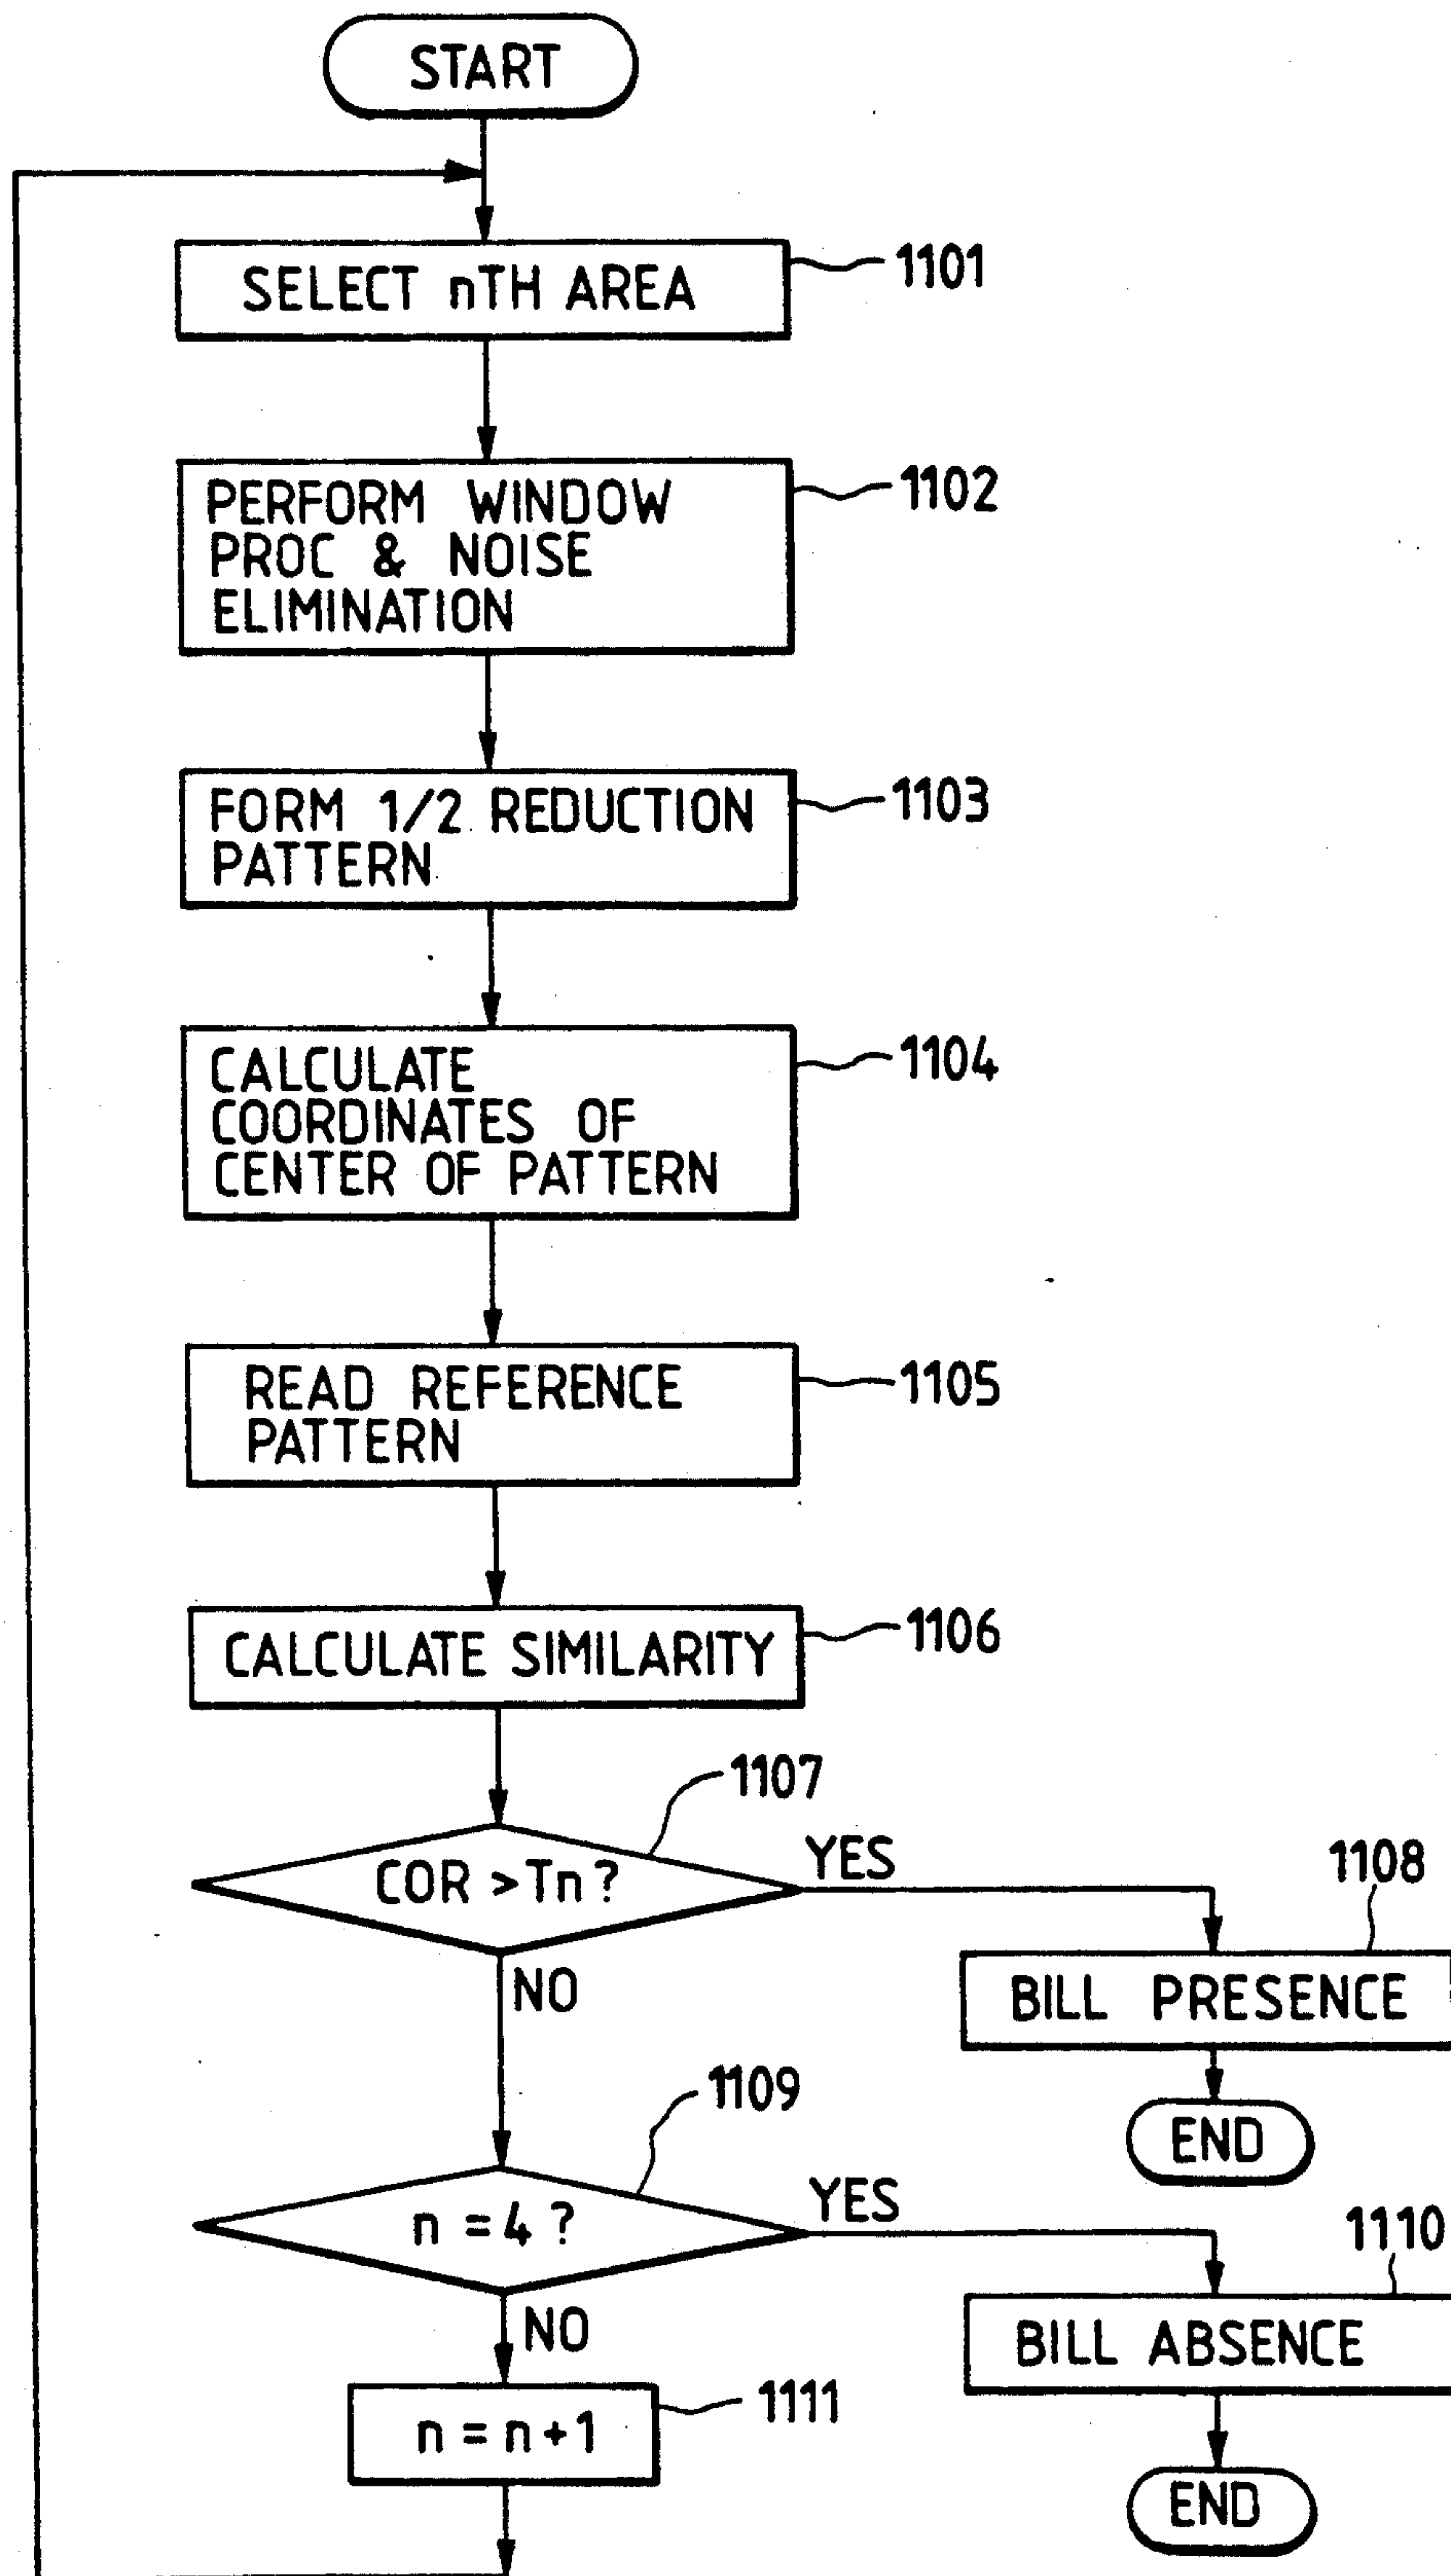 START
SELECT nTH AREA
1101
PERFORM WINDOW
PROC & NOISE
ELIMINATION
1102
FORM 1/2 REDUCTION
PATTERN
1103
CALCULATE
COORDINATES OF
CENTER OF PATTERN
1104
READ REFERENCE
PATTERN
1105
CALCULATE SIMILARITY
1106
1107
COR >Tn ?
YES
1108
BILL PRESENCE
NO
END
1109
n = 4 ?
YES
1110
BILL ABSENCE
NO
1111
n = n+1
END